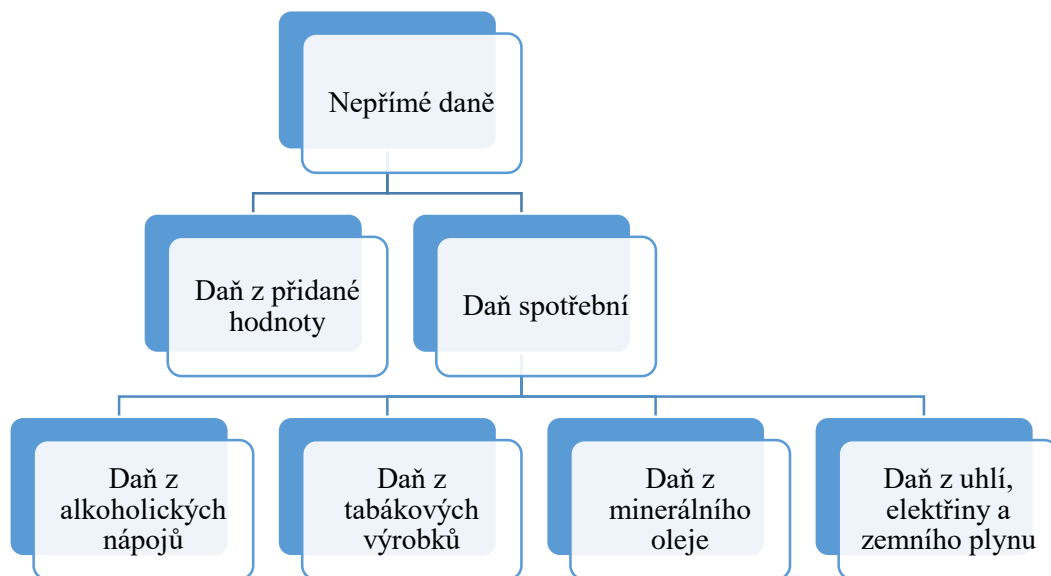 Nepřímé daně
Daň z přidané
hodnoty
Daň spotřební
Daň z
alkoholických
nápojů
Daň z
tabákových
výrobků
Daň z
minerálního
oleje
Daň z uhlí,
elektřiny a
zemního plynu